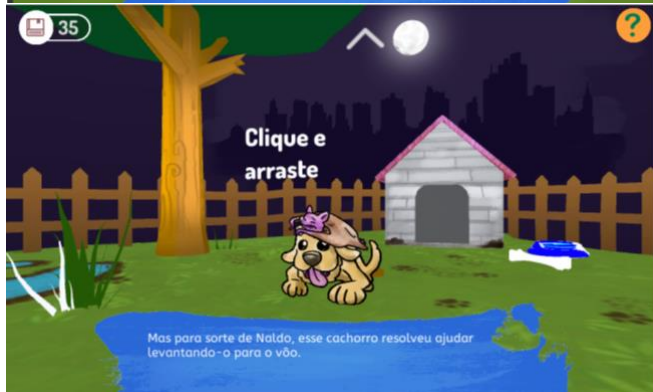 35
?
Clique e
arraste
Mas para sorte de Naldo, esse cachorro resolveu ajudar
levantando-o para o vôo.